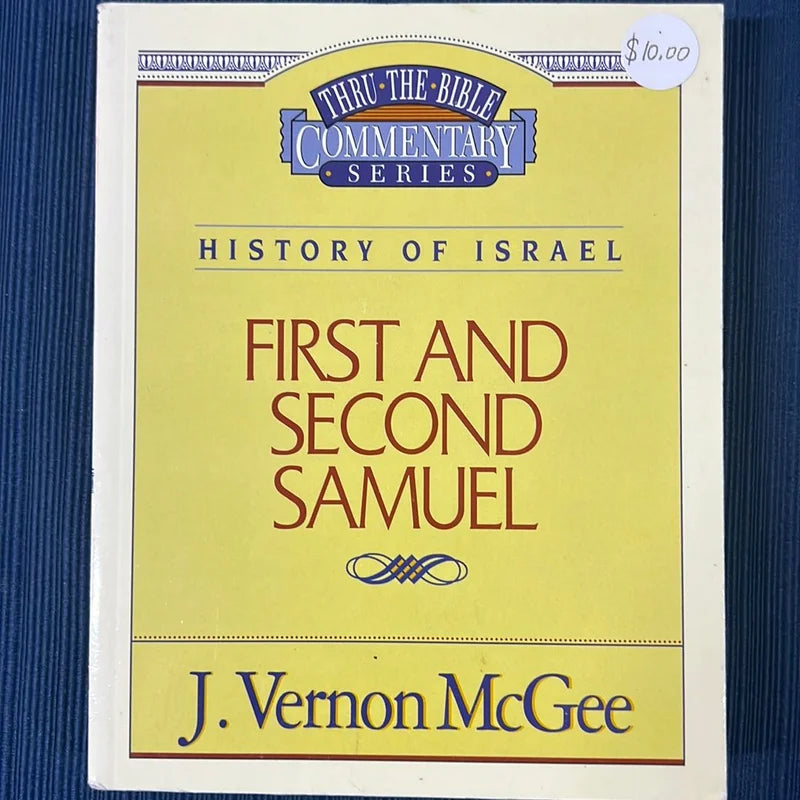 $10.00
THRU • THE • BIBLE
COMMENTARY
• SERIES •
HISTORY OF ISRAEL
FIRST AND
SECOND
SAMUEL
J. Vernon McGee